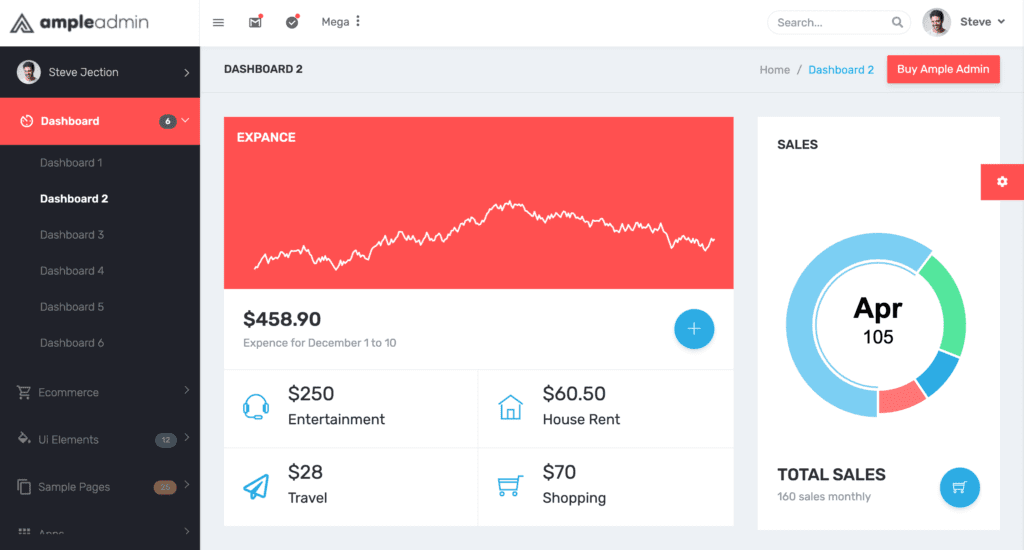 ampleadmin
Mega
Search...
Steve
Steve Jection
DASHBOARD 2
Home / Dashboard 2
Buy Ample Admin
Dashboard
6
Dashboard 1
Dashboard 2
Dashboard 3
Dashboard 4
Dashboard 5
Dashboard 6
Ecommerce
Ui Elements
12
Sample Pages
25
Apps
EXPANCE
$458.90
Expence for December 1 to 10
$250
Entertainment
$60.50
House Rent
$28
Travel
$70
Shopping
SALES
Apr
105
TOTAL SALES
160 sales monthly